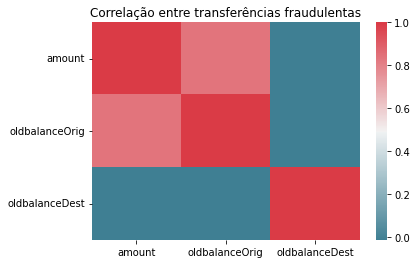 Correlação entre transferências fraudulentas
amount
oldbalanceOrig
oldbalanceDest
amount
oldbalanceOrig
oldbalanceDest
1.0
0.8
0.6
0.4
0.2
0.0